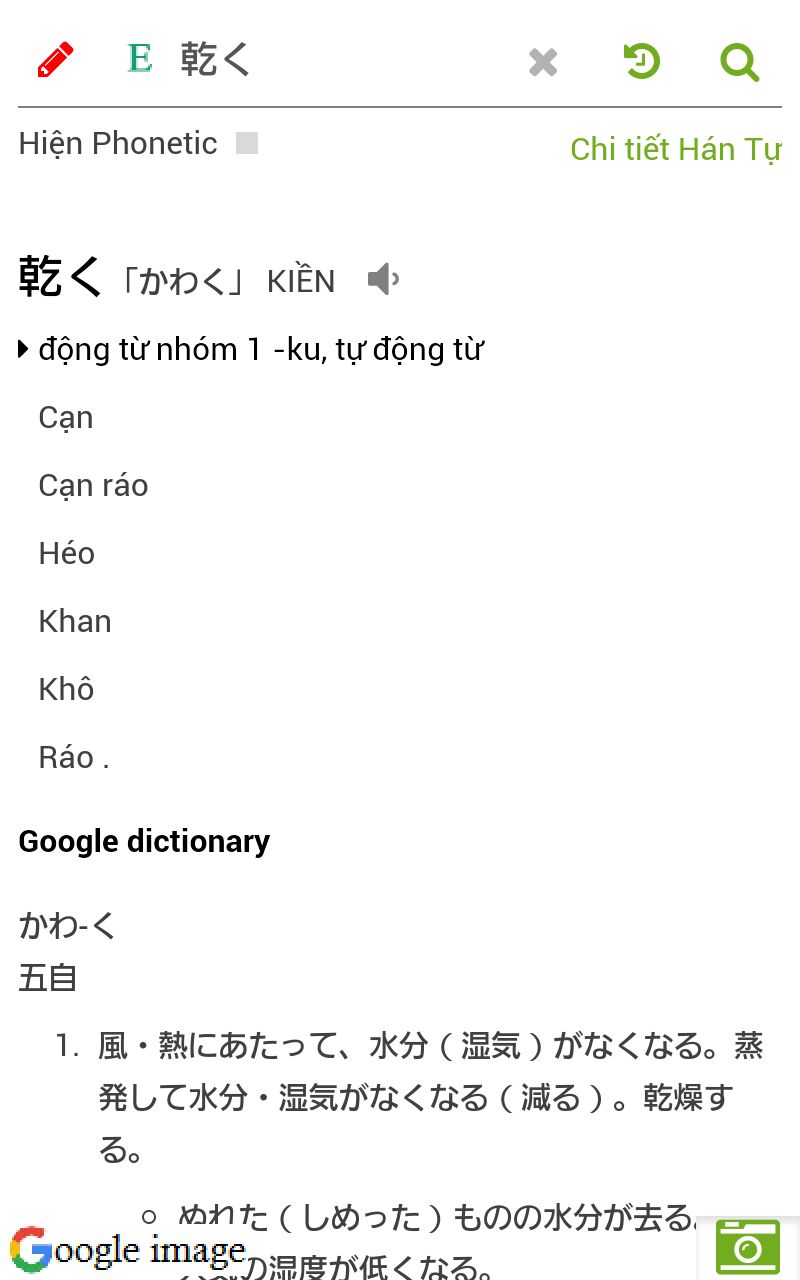 E 乾く
Hiện Phonetic
Chi tiết Hán Tự
乾く 「かわく」 KIỀN
động từ nhóm 1 -ku, tự động từ
Cạn
Cạn ráo
Héo
Khan
Khô
Ráo .
Google dictionary
かわ-く
五自
1. 風・熱にあたって、水分（湿気）がなくなる。蒸
発して水分・湿気がなくなる（減る）。乾燥す
る。
ぬれた（しめった）ものの水分が去る。
Google image
の湿度が低くなる。